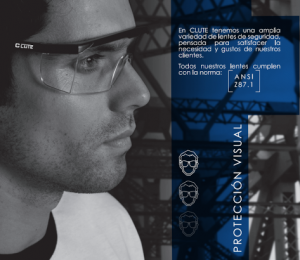 CLUTE
En CLUTE tenemos una amplia
variedad de lentes de seguridad,
pensada para satisfacer la
necesidad y gustos de nuestros
clientes.
Todos nuestros lentes cumplen
con la norma:
ANSI
Z87.1
PROTECCIÓN VISUAL